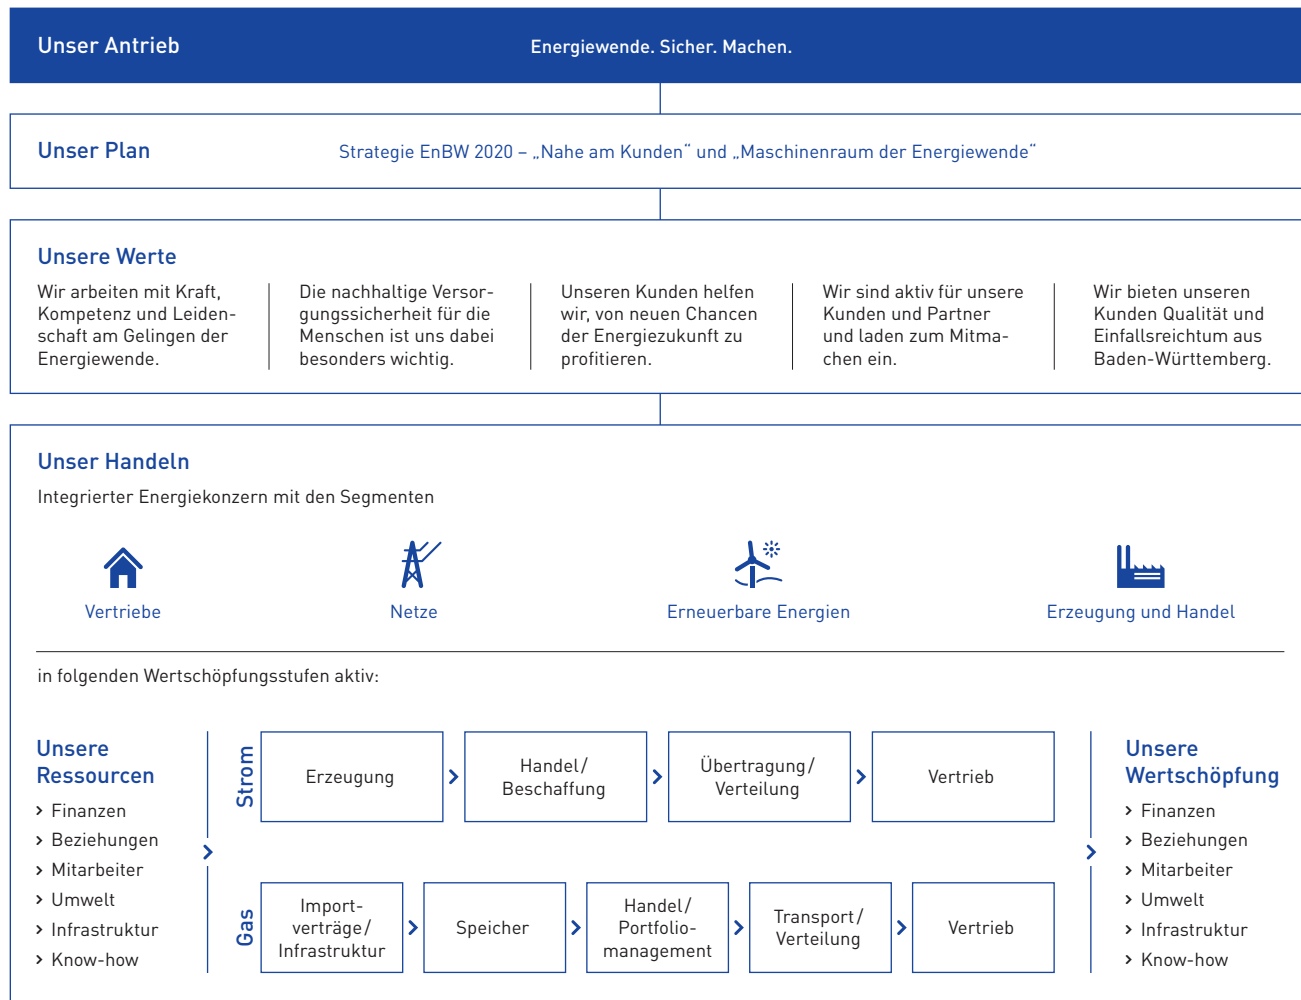 Unser Antrieb
Energiewende. Sicher. Machen.
Unser Plan
Strategie EnBW 2020 – „Nahe am Kunden“ und „Maschinenraum der Energiewende“
Unsere Werte
Wir arbeiten mit Kraft,
Kompetenz und Leiden-
schaft am Gelingen der
Energiewende.
Die nachhaltige Versor-
gungssicherheit für die
Menschen ist uns dabei
besonders wichtig.
Unseren Kunden helfen
wir, von neuen Chancen
der Energiezukunft zu
profitieren.
Wir sind aktiv für unsere
Kunden und Partner
und laden zum Mitma-
chen ein.
Wir bieten unseren
Kunden Qualität und
Einfallsreichtum aus
Baden-Württemberg.
Unser Handeln
Integrierter Energiekonzern mit den Segmenten
Vertriebe
Netze
Erneuerbare Energien
Erzeugung und Handel
in folgenden Wertschöpfungsstufen aktiv:
Unsere
Ressourcen
› Finanzen
› Beziehungen
› Mitarbeiter
› Umwelt
› Infrastruktur
› Know-how
Strom
Erzeugung
Handel/
Beschaffung
Übertragung/
Verteilung
Vertrieb
Gas
Import-
verträge/
Infrastruktur
Speicher
Handel/
Portfolio-
management
Transport/
Verteilung
Vertrieb
Unsere
Wertschöpfung
› Finanzen
› Beziehungen
› Mitarbeiter
› Umwelt
› Infrastruktur
› Know-how